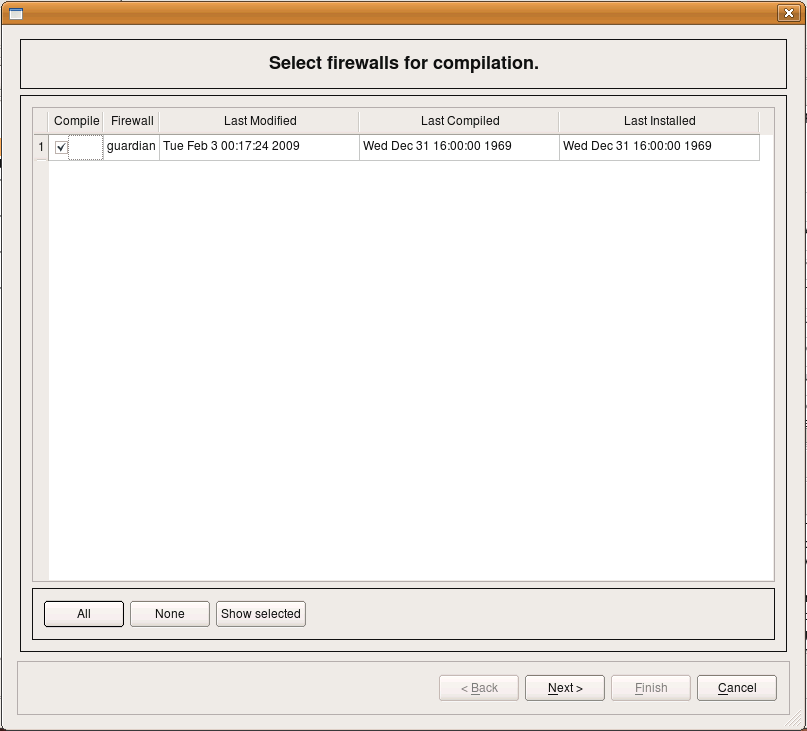 Select firewalls for compilation.
Compile Firewall Last Modified Last Compiled Last Installed
1 guardian Tue Feb 3 00:17:24 2009 Wed Dec 31 16:00:00 1969 Wed Dec 31 16:00:00 1969
All None Show selected
< Back Next > Finish Cancel